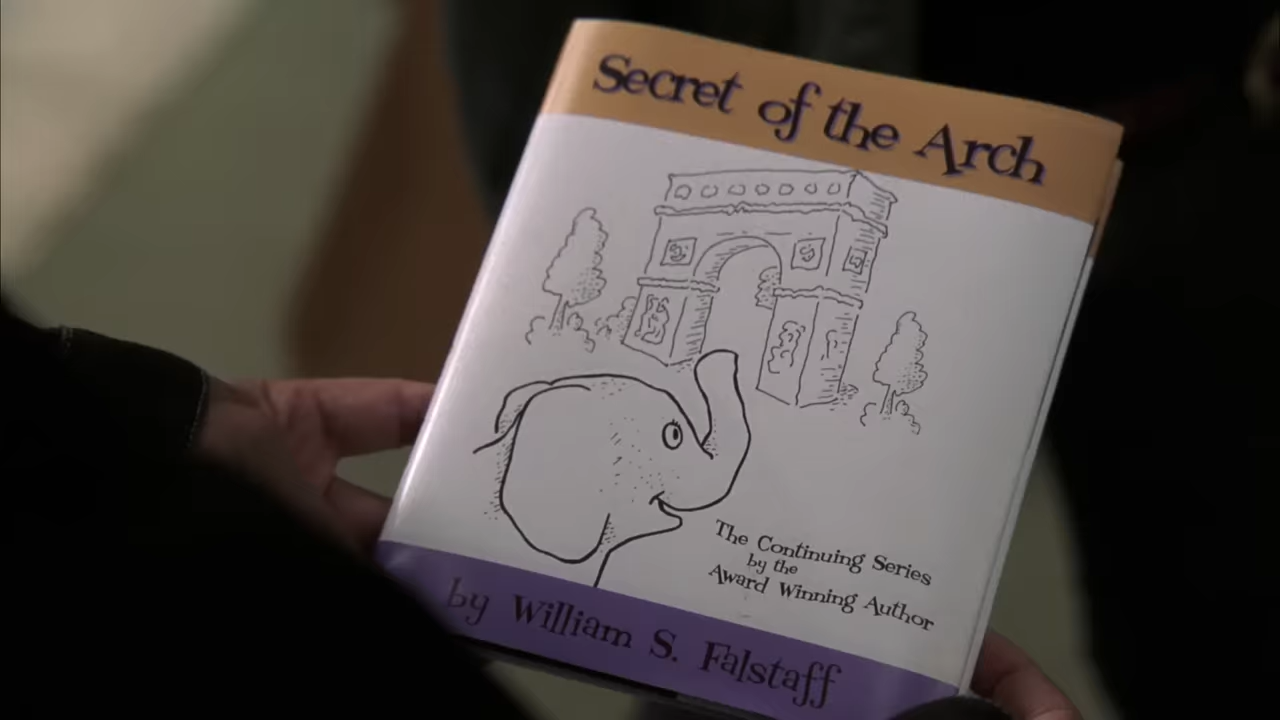 Secret of the Arch
The Continuing Series
by the
Award Winning Author
by William S. Falstaff